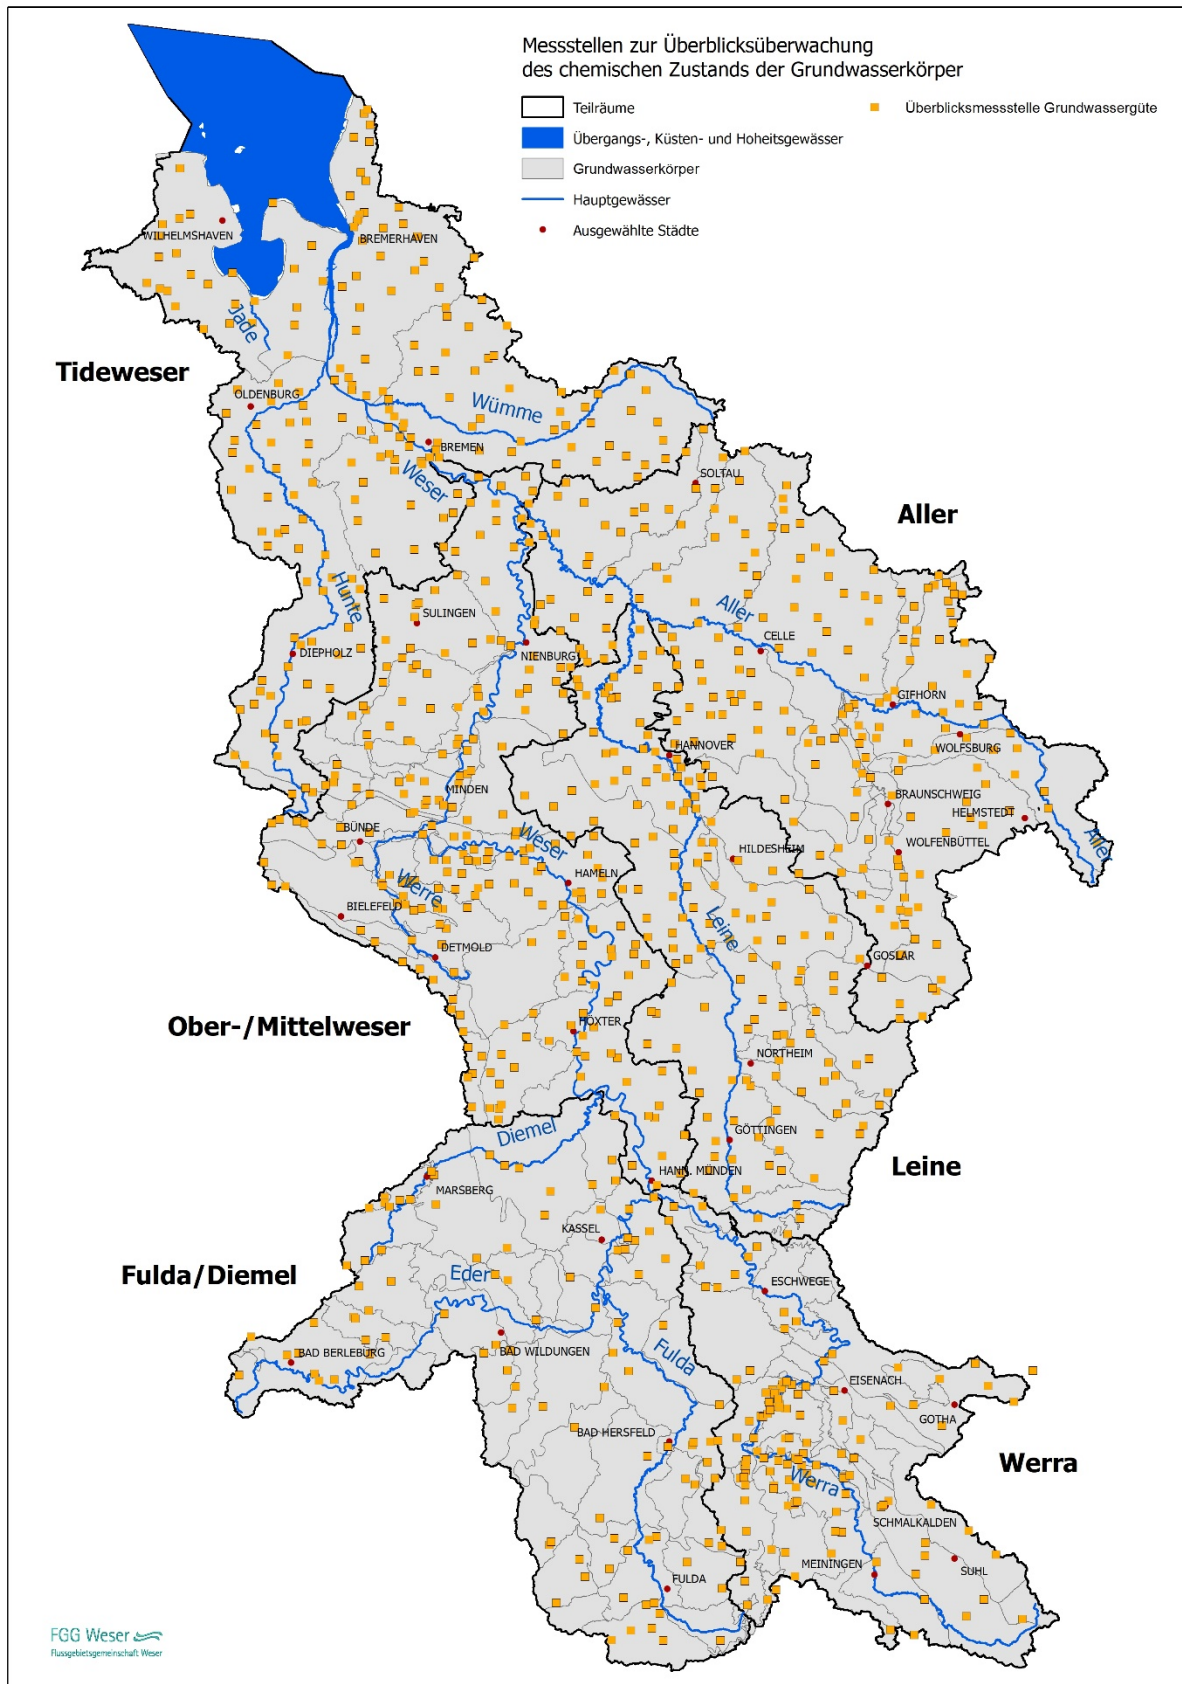 Messstellen zur Überblicksüberwachung
des chemischen Zustands der Grundwasserkörper
Teilräume
Überblicksmessstelle Grundwassergüte
Übergangs-, Küsten- und Hoheitsgewässer
Grundwasserkörper
Hauptgewässer
Ausgewählte Städte
WILHELMSHAVEN
BREMERHAVEN
Jade
Tideweser
OLDENBURG
Wümme
BREMEN
Weser
SOLTAU
Aller
Hunte
SULINGEN
Aller
CELLE
DIEPHOLZ
NIENBURG
GIFHORN
HANNOVER
WOLFSBURG
MINDEN
BRAUNSCHWEIG
HELMSTEDT
BÜNDE
Weser
HILDESHEIM
WOLFENBÜTTEL
Aller
Werre
HAMELN
BIELEFELD
Leine
DETMOLD
GOSLAR
Ober-/Mittelweser
HÖXTER
NORTHEIM
Diemel
GÖTTINGEN
Leine
MARSBERG
HANN. MÜNDEN
KASSEL
Fulda/Diemel
Eder
ESCHWEGE
BAD BERLEBURG
BAD WILDUNGEN
Fulda
EISENACH
GOTHA
BAD HERSFELD
Werra
Werra
SCHMALKALDEN
MEININGEN
SUHL
FULDA
FGG Weser
Flussgebietsgemeinschaft Weser